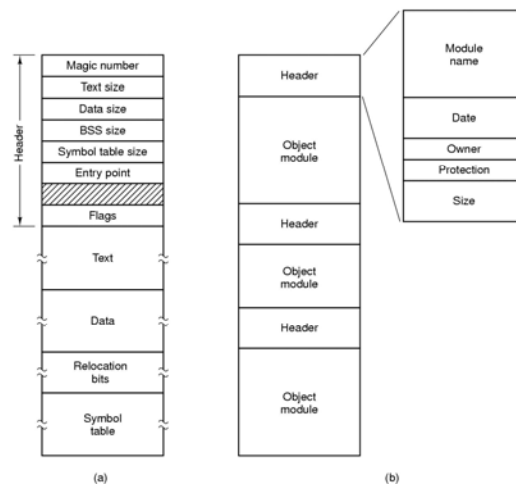 Header
Magic number
Text size
Data size
BSS size
Symbol table size
Entry point
Flags
Text
Data
Relocation
bits
Symbol
table
(a)
Header
Object
module
Header
Object
module
Header
Object
module
(b)
Module
name
Date
Owner
Protection
Size